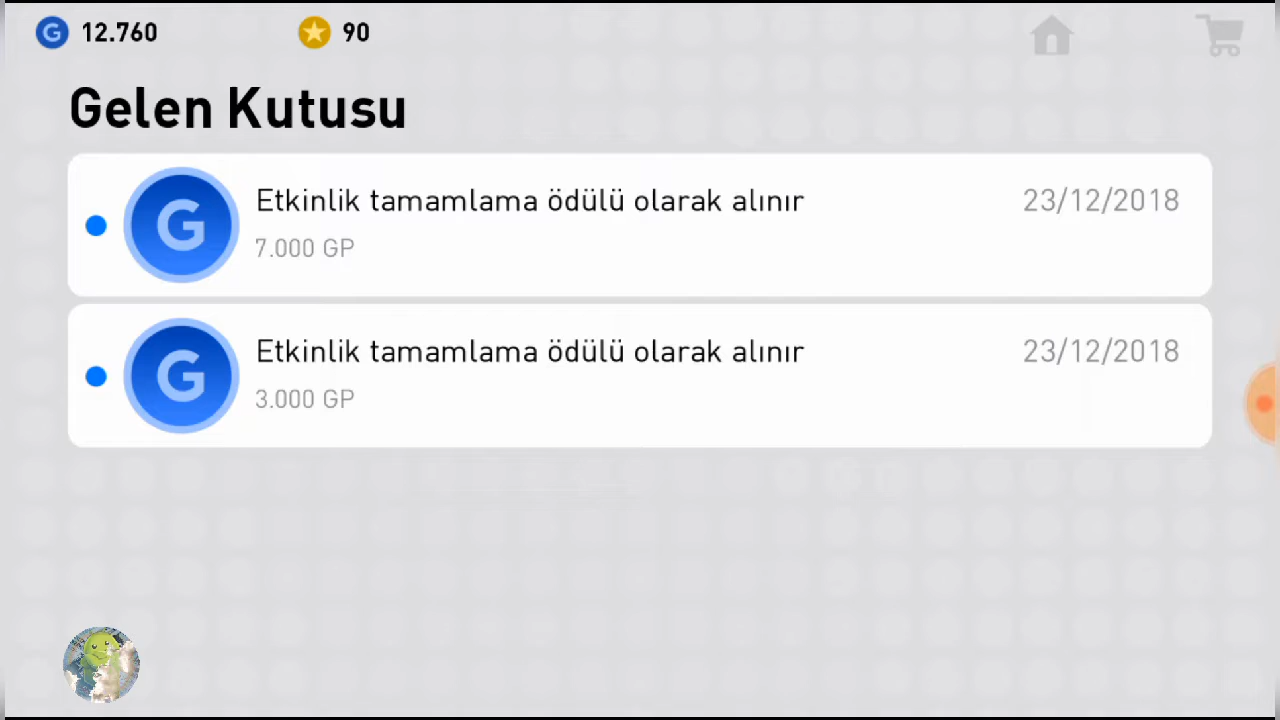 G 12.760 90
Gelen Kutusu
G Etkinlik tamamlama ödülü olarak alınır 23/12/2018
7.000 GP
G Etkinlik tamamlama ödülü olarak alınır 23/12/2018
3.000 GP